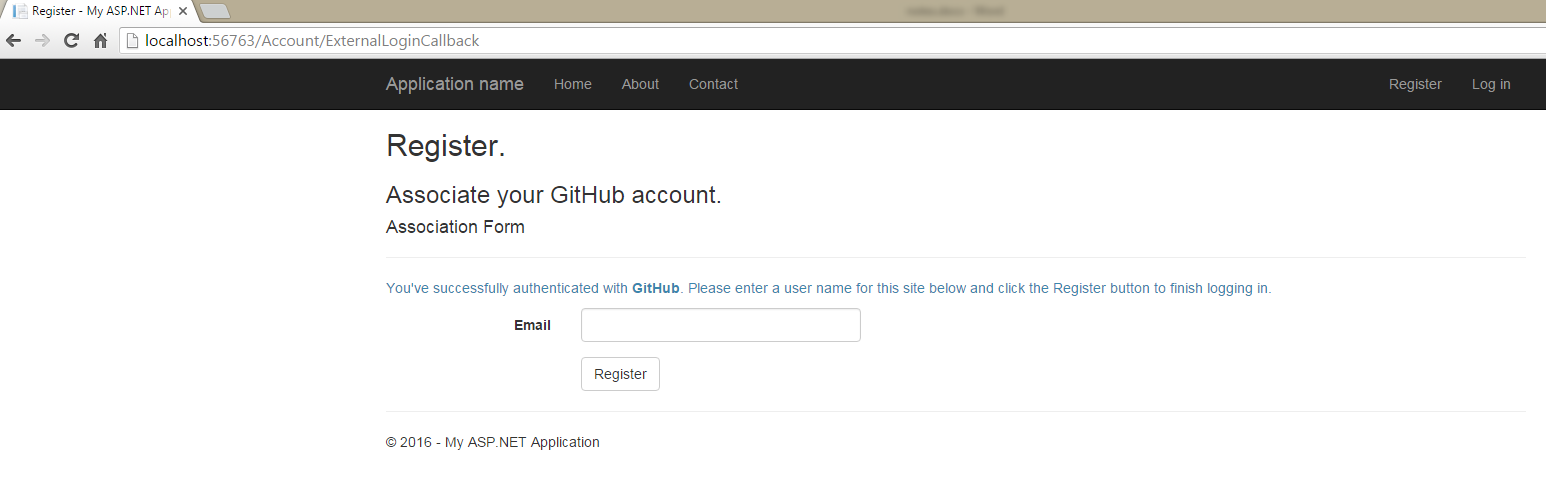 Register - My ASP.NET Ap
localhost:56763/Account/ExternalLoginCallback
Application name Home About Contact Register Log in
Register.
Associate your GitHub account.
Association Form
You've successfully authenticated with GitHub. Please enter a user name for this site below and click the Register button to finish logging in.
Email
Register
© 2016 - My ASP.NET Application